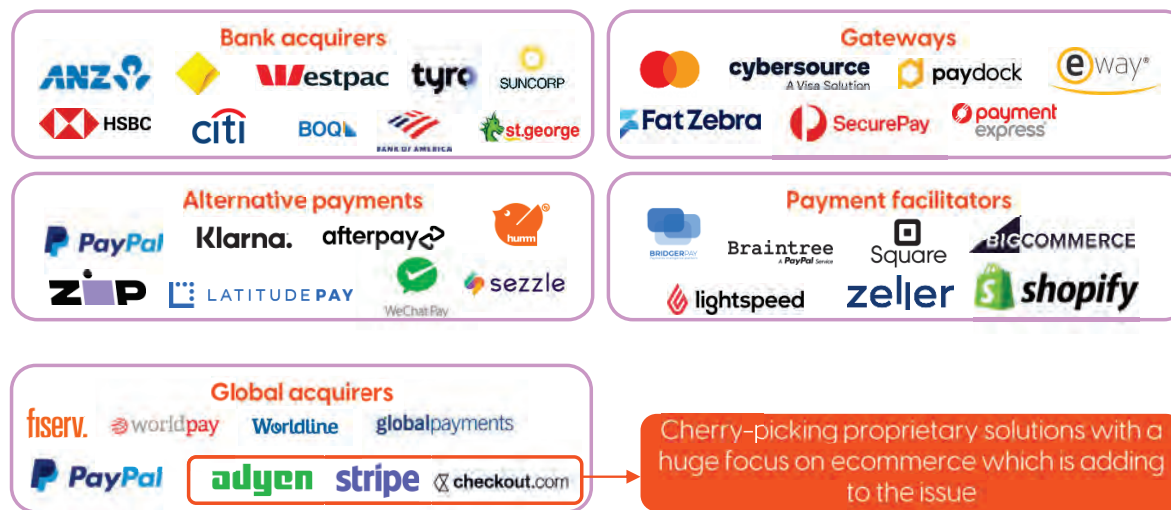 Bank acquirers
ANZ
Westpac
tyro
SUNCORP
HSBC
citi
BOQ
BANK OF AMERICA
st.george
Gateways
cybersource
A Visa Solution
paydock
eway®
Fat Zebra
SecurePay
payment
express
Alternative payments
PayPal
Klarna.
afterpay
humm
ZIP
LATITUDEPAY
WeChat Pay
sezzle
Payment facilitators
BRIDGERPAY
Braintree
A PayPal Service
Square
BIGCOMMERCE
lightspeed
zeller
shopify
Global acquirers
fiserv.
worldpay
Worldline
globalpayments
PayPal
adyen
stripe
checkout.com
Cherry-picking proprietary solutions with a
huge focus on ecommerce which is adding
to the issue